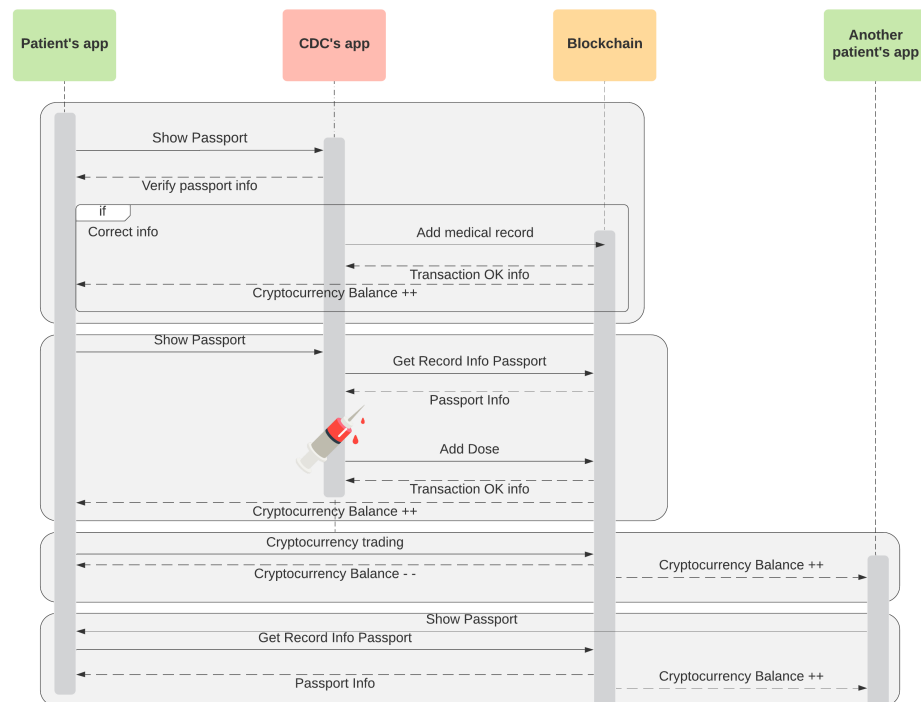 Patient's app
CDC's app
Blockchain
Another
patient's app
Show Passport
Verify passport info
if
Correct info
Add medical record
Transaction OK info
Cryptocurrency Balance ++
Show Passport
Get Record Info Passport
Passport Info
Add Dose
Transaction OK info
Cryptocurrency Balance ++
Cryptocurrency trading
Cryptocurrency Balance - -
Cryptocurrency Balance ++
Show Passport
Get Record Info Passport
Passport Info
Cryptocurrency Balance ++